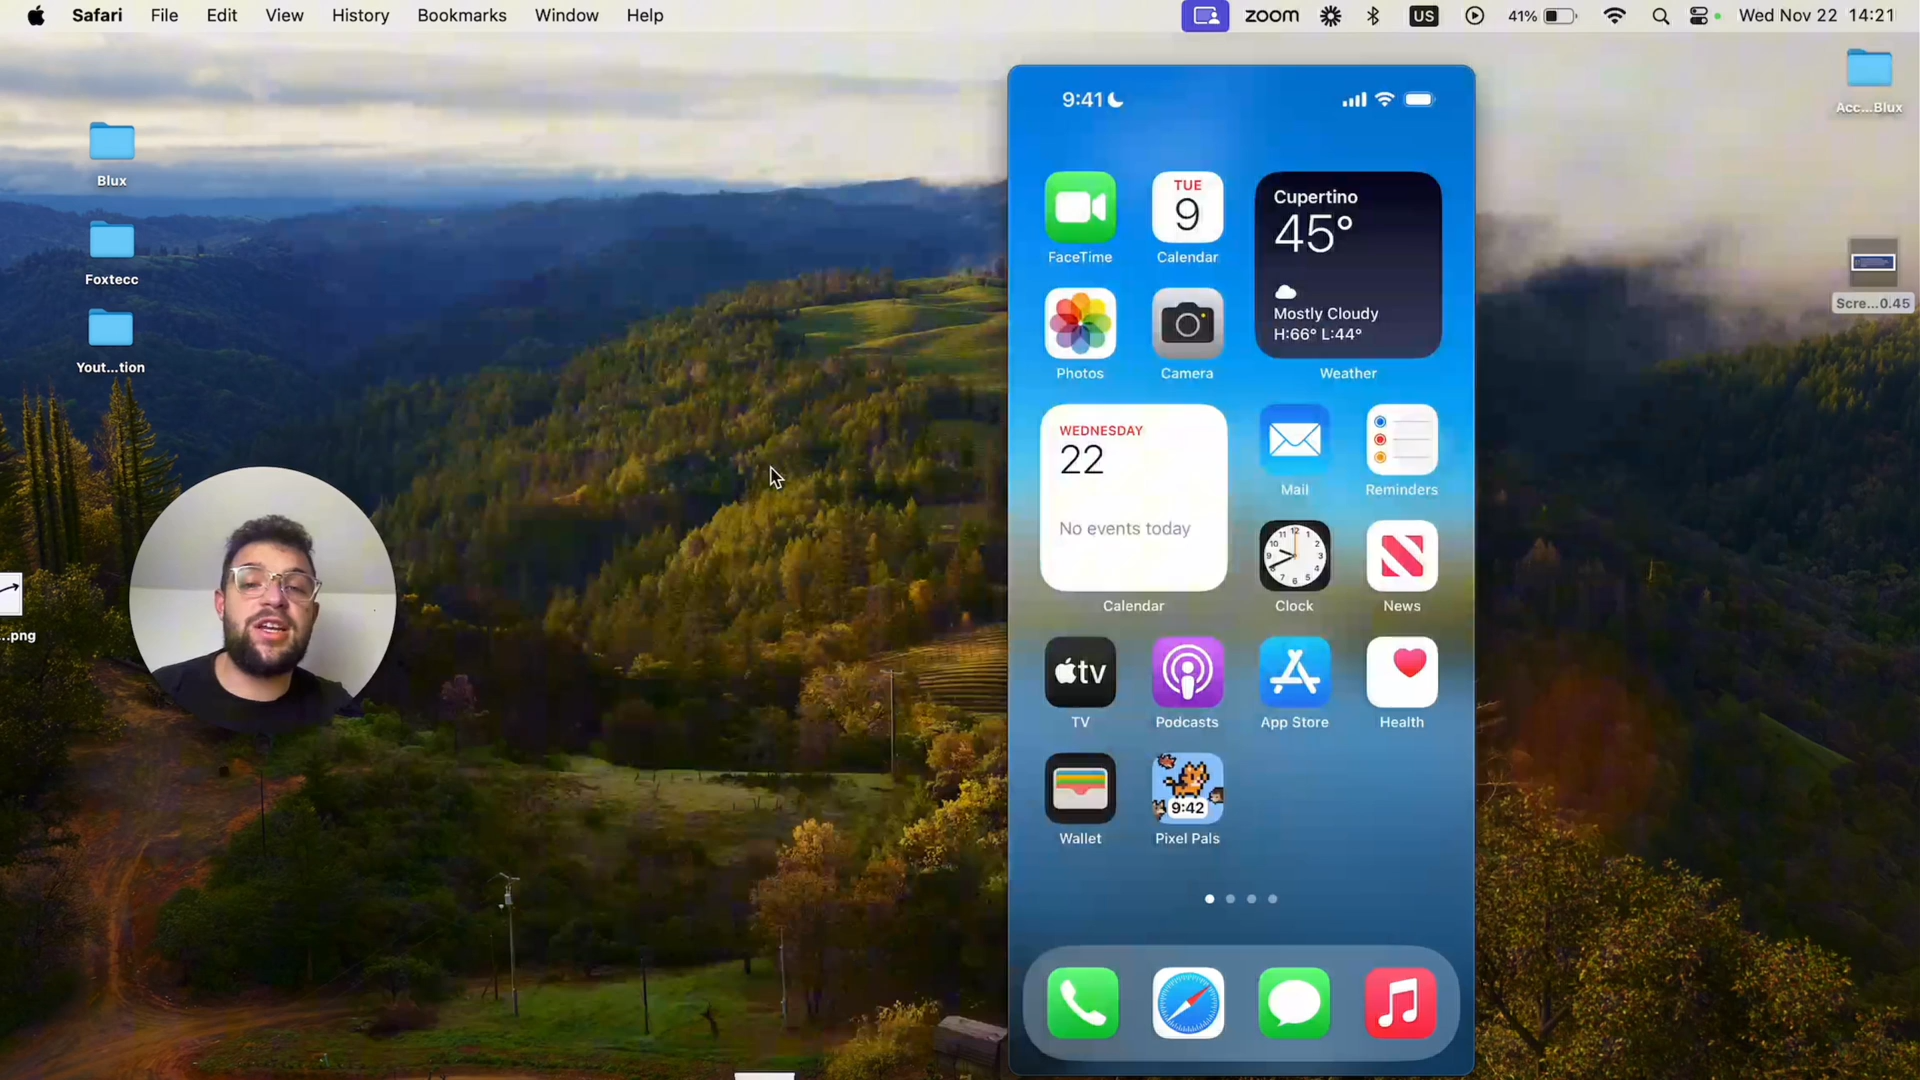 Safari File Edit View History Bookmarks Window Help
zoom US 41% Wed Nov 22 14:21
Acc...Blux
Blux
Foxtecc
Yout...tion
...png
Scre...0.45
9:41
FaceTime
TUE
9
Calendar
Cupertino
45°
Mostly Cloudy
H:66° L:44°
Weather
Photos
Camera
WEDNESDAY
22
No events today
Calendar
Mail
Reminders
Clock
News
tv
TV
Podcasts
App Store
Health
Wallet
9:42
Pixel Pals